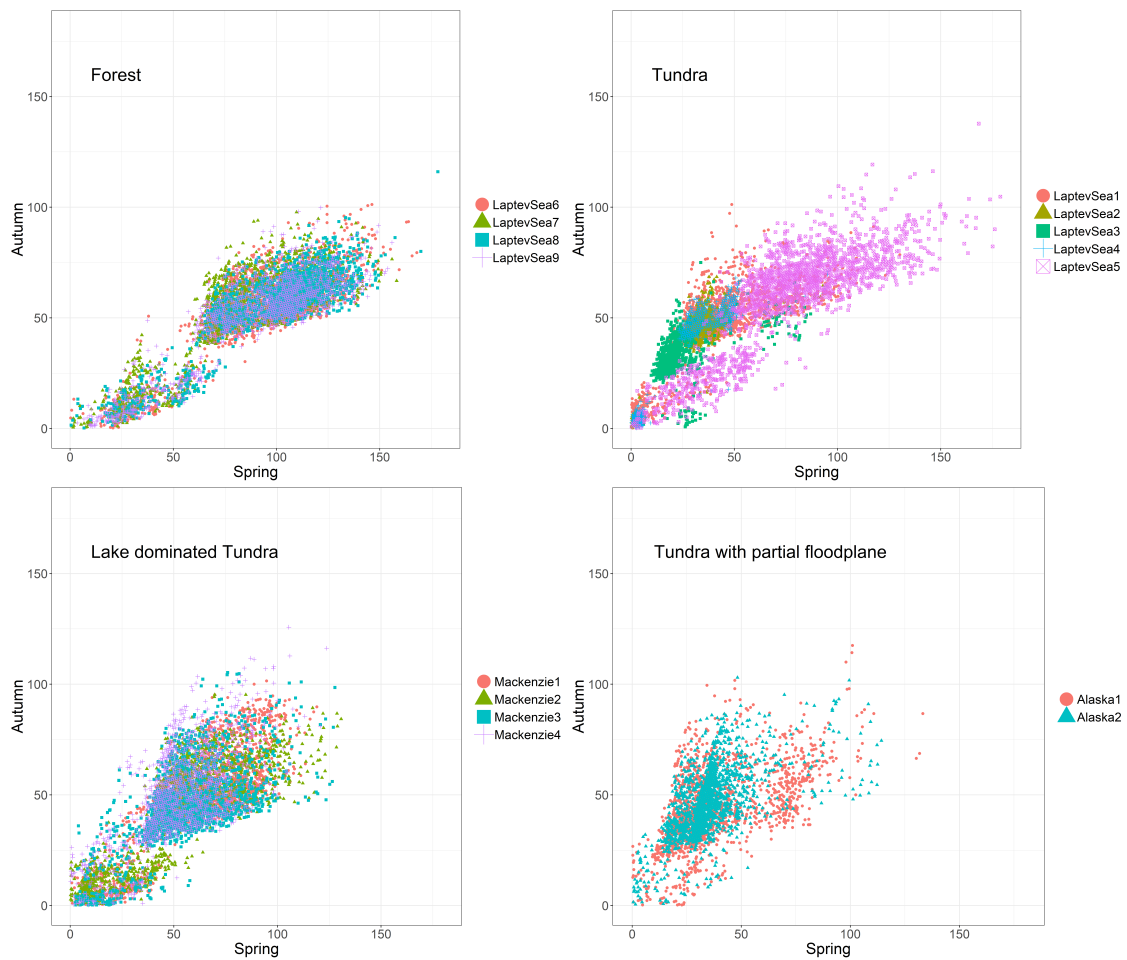 Forest
Autumn
150
100
50
0
0 50 100 150
Spring
LaptevSea6
LaptevSea7
LaptevSea8
LaptevSea9
Tundra
Autumn
150
100
50
0
0 50 100 150
Spring
LaptevSea1
LaptevSea2
LaptevSea3
LaptevSea4
LaptevSea5
Lake dominated Tundra
Autumn
150
100
50
0
0 50 100 150
Spring
Mackenzie1
Mackenzie2
Mackenzie3
Mackenzie4
Tundra with partial floodplane
Autumn
150
100
50
0
0 50 100 150
Spring
Alaska1
Alaska2